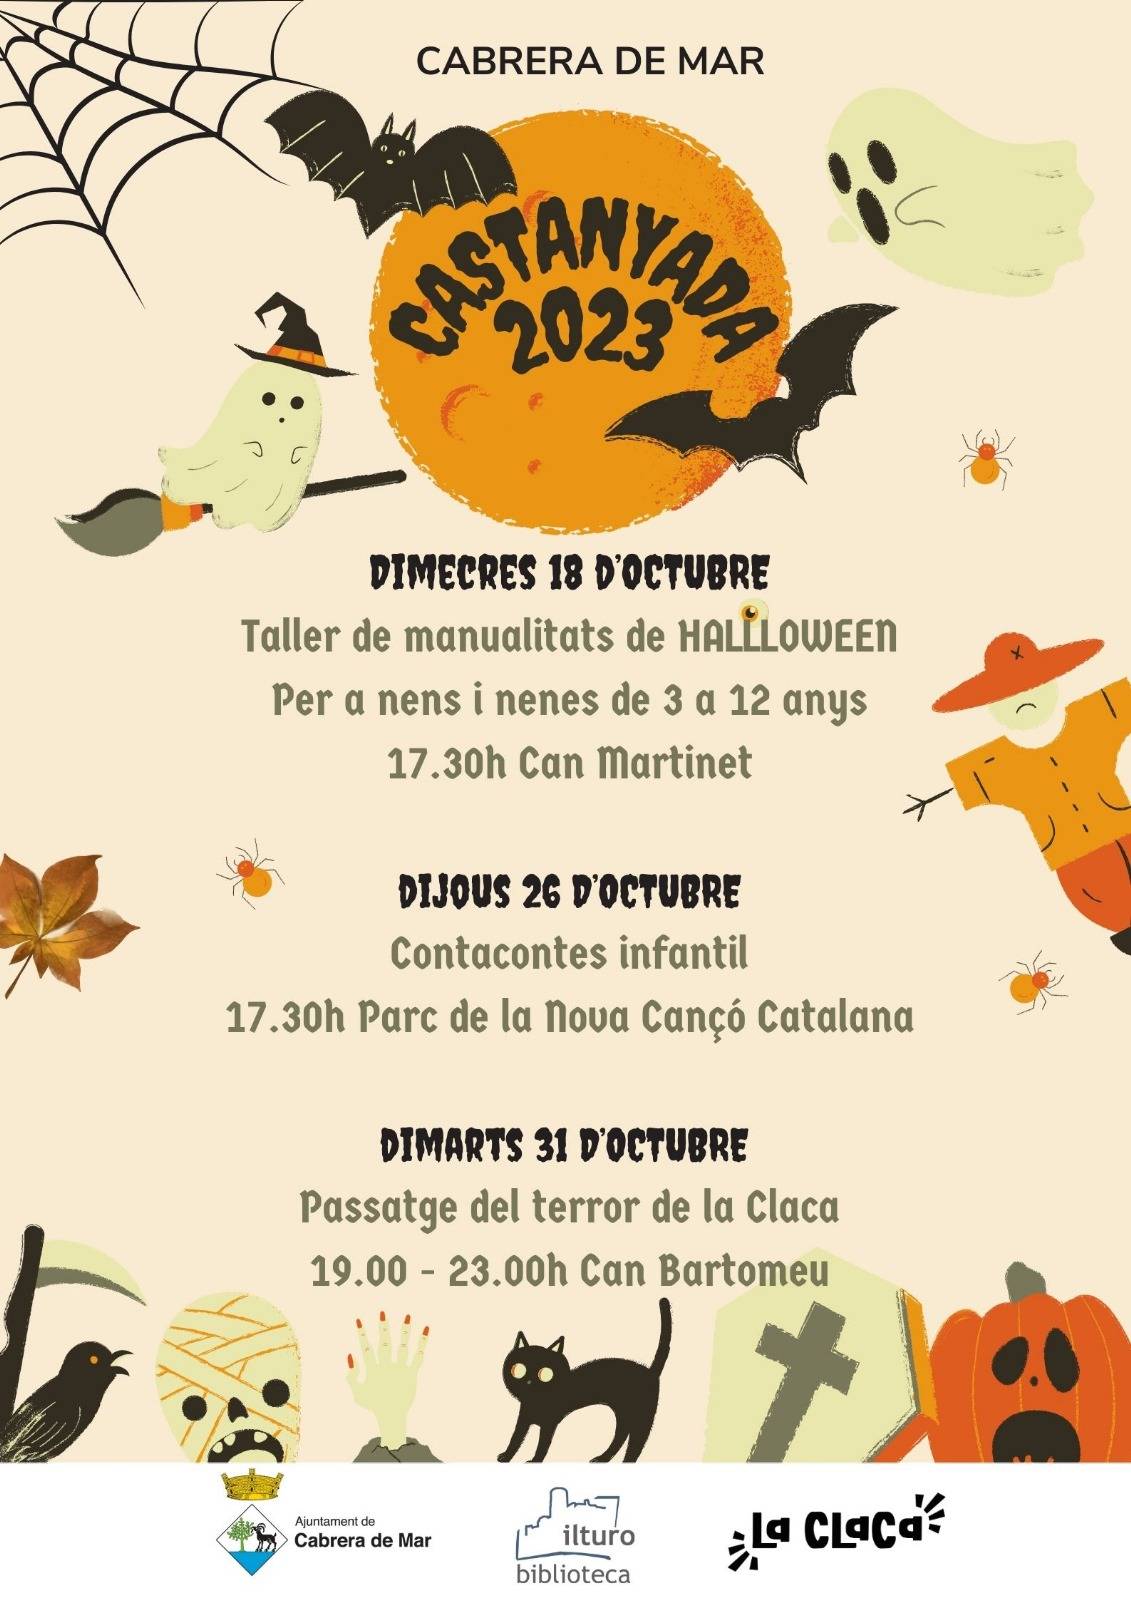 CABRERA DE MAR
CASTANYADA
2023
DIMECRES 18 D'OCTUBRE
Taller de manualitats de HALLLOWEEN
Per a nens i nenes de 3 a 12 anys
17.30h Can Martinet
DIJOUS 26 D'OCTUBRE
Contacontes infantil
17.30h Parc de la Nova Cançó Catalana
DIMARTS 31 D'OCTUBRE
Passatge del terror de la Claca
19.00 - 23.00h Can Bartomeu
Ajuntament de
Cabrera de Mar
ilturo
biblioteca
La CLaCa